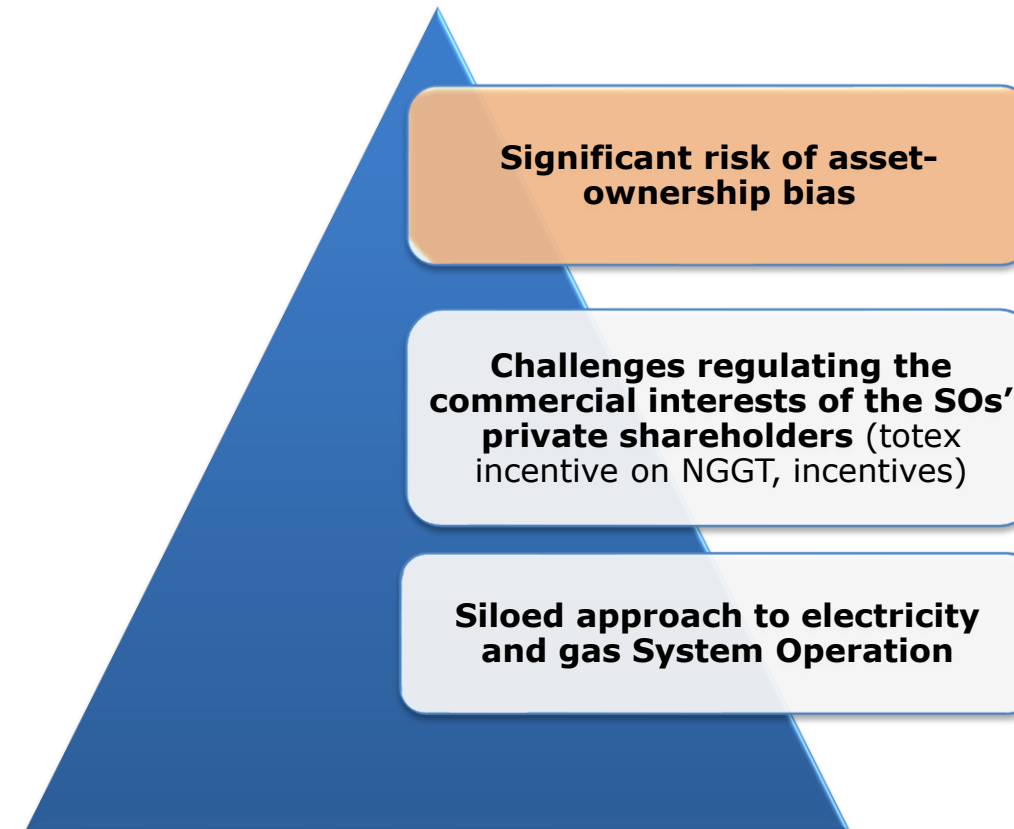 Significant risk of asset-
ownership bias
Challenges regulating the
commercial interests of the SOs’
private shareholders (totex
incentive on NGGT, incentives)
Siloed approach to electricity
and gas System Operation